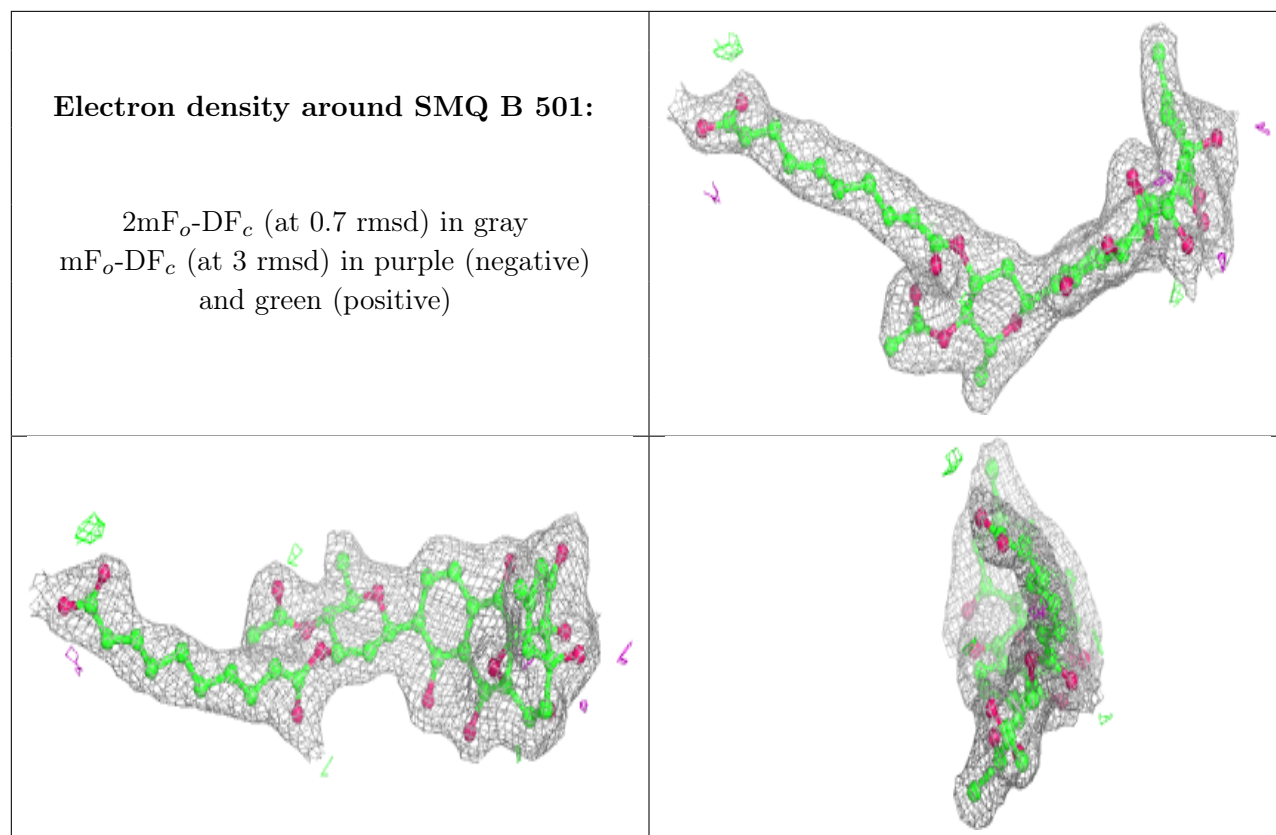 Electron density around SMQ B 501:
2mFo-DFc (at 0.7 rmsd) in gray
mFo-DFc (at 3 rmsd) in purple (negative)
and green (positive)